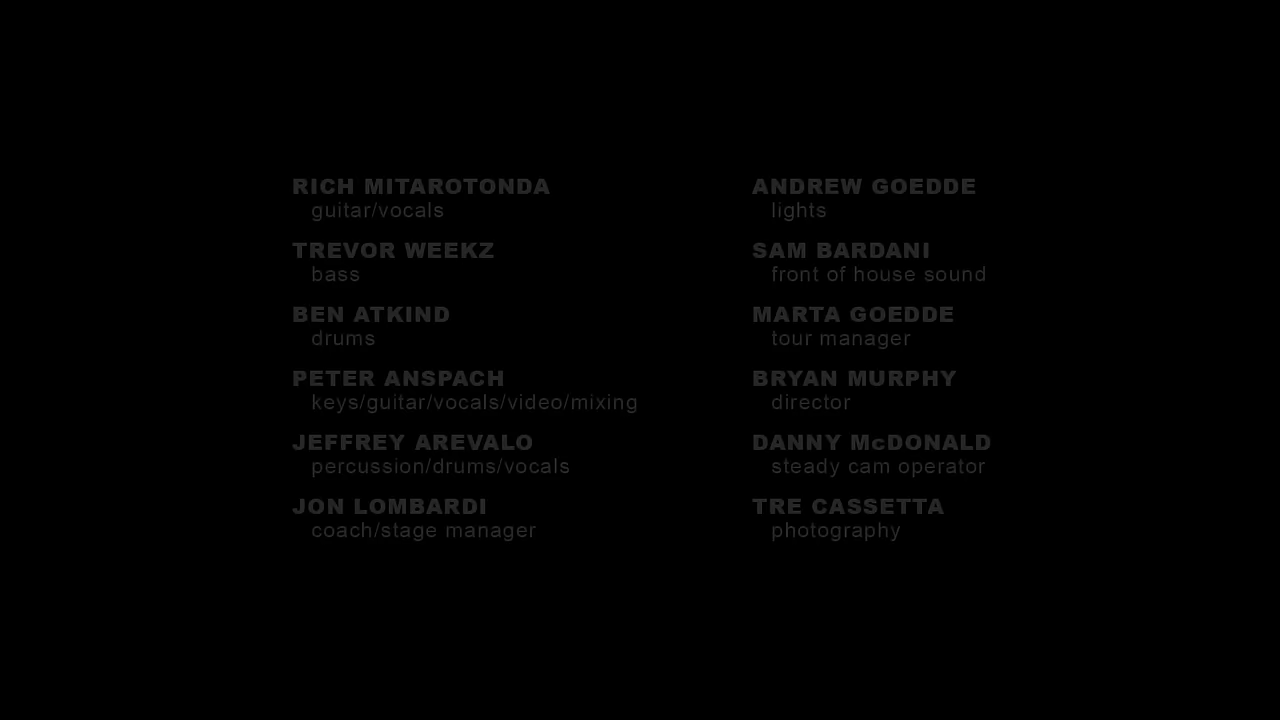 RICH MITAROTONDA
guitar/vocals
TREVOR WEEKZ
bass
BEN ATKIND
drums
PETER ANSPACH
keys/guitar/vocals/video/mixing
JEFFREY AREVALO
percussion/drums/vocals
JON LOMBARDI
coach/stage manager
ANDREW GOEDDE
lights
SAM BARDANI
front of house sound
MARTA GOEDDE
tour manager
BRYAN MURPHY
director
DANNY McDONALD
steady cam operator
TRE CASSETTA
photography